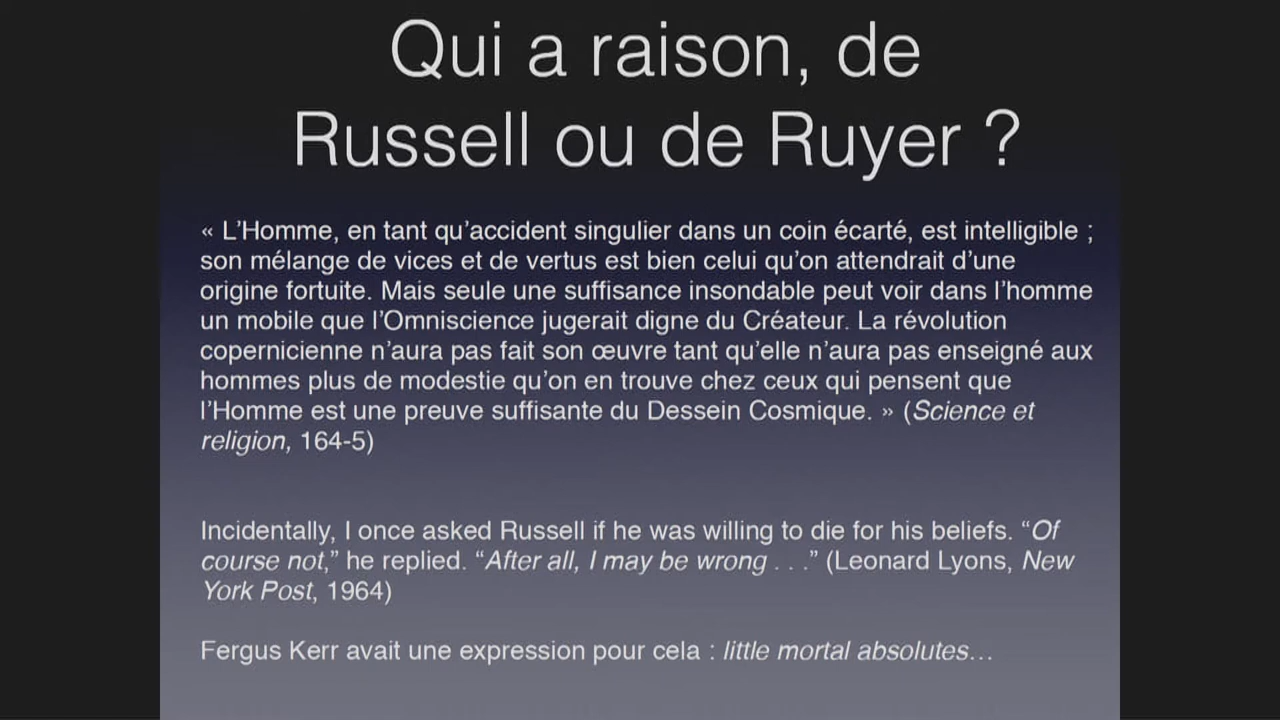 Qui a raison, de
Russell ou de Ruyer ?
« L’Homme, en tant qu’accident singulier dans un coin écarté, est intelligible ;
son mélange de vices et de vertus est bien celui qu’on attendrait d’une
origine fortuite. Mais seule une suffisance insondable peut voir dans l’homme
un mobile que l’Omniscience jugerait digne du Créateur. La révolution
copernicienne n’aura pas fait son œuvre tant qu’elle n’aura pas enseigné aux
hommes plus de modestie qu’on en trouve chez ceux qui pensent que
l’Homme est une preuve suffisante du Dessein Cosmique. » (Science et
religion, 164-5)
Incidentally, I once asked Russell if he was willing to die for his beliefs. “Of
course not,” he replied. “After all, I may be wrong . . .” (Leonard Lyons, New
York Post, 1964)
Fergus Kerr avait une expression pour cela : little mortal absolutes…